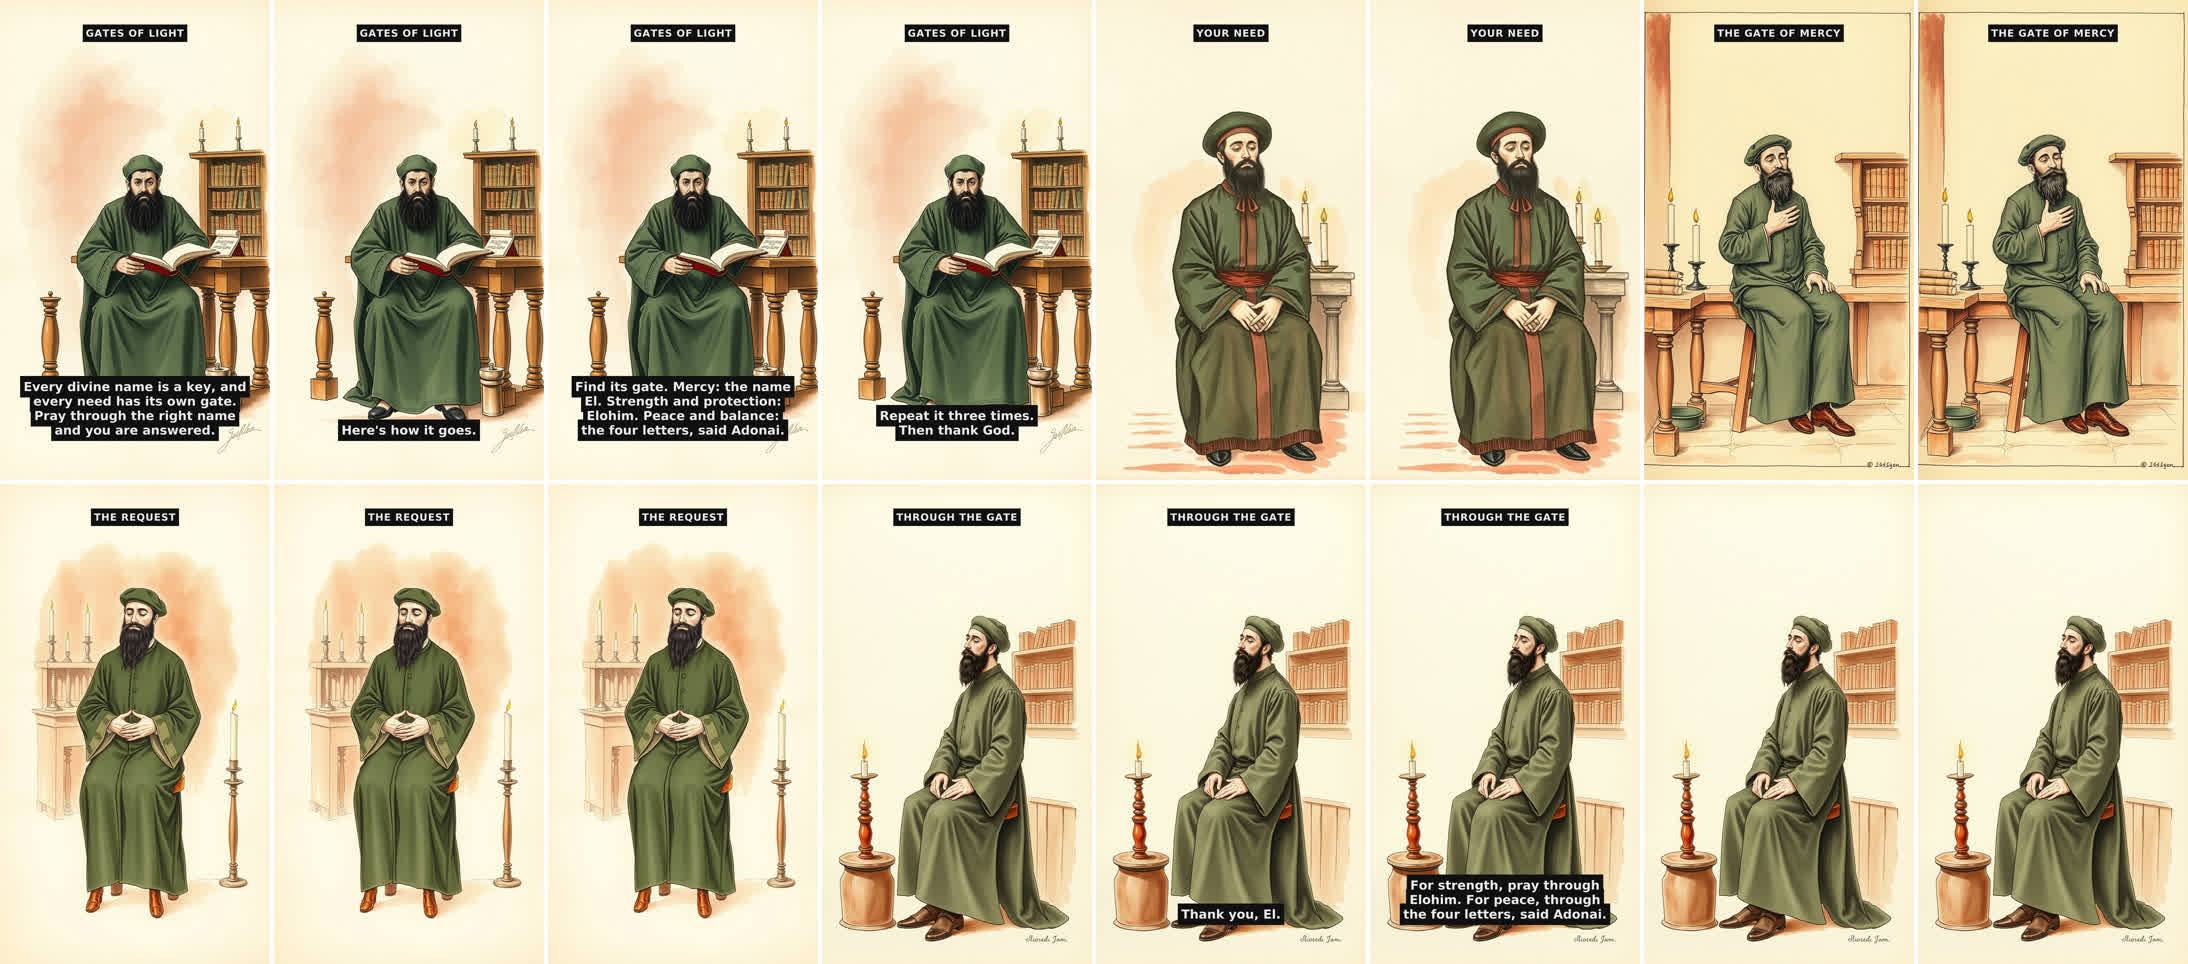 GATES OF LIGHT
Every divine name is a key, and
every need has its own gate.
Pray through the right name
and you are answered.
GATES OF LIGHT
Here's how it goes.
GATES OF LIGHT
Find its gate. Mercy: the name
El. Strength and protection:
Elohim. Peace and balance:
the four letters, said Adonai.
GATES OF LIGHT
Repeat it three times.
Then thank God.
YOUR NEED
YOUR NEED
THE GATE OF MERCY
THE GATE OF MERCY
THE REQUEST
THE REQUEST
THE REQUEST
THROUGH THE GATE
THROUGH THE GATE
Thank you, El.
THROUGH THE GATE
For strength, pray through
Elohim. For peace, through
the four letters, said Adonai.